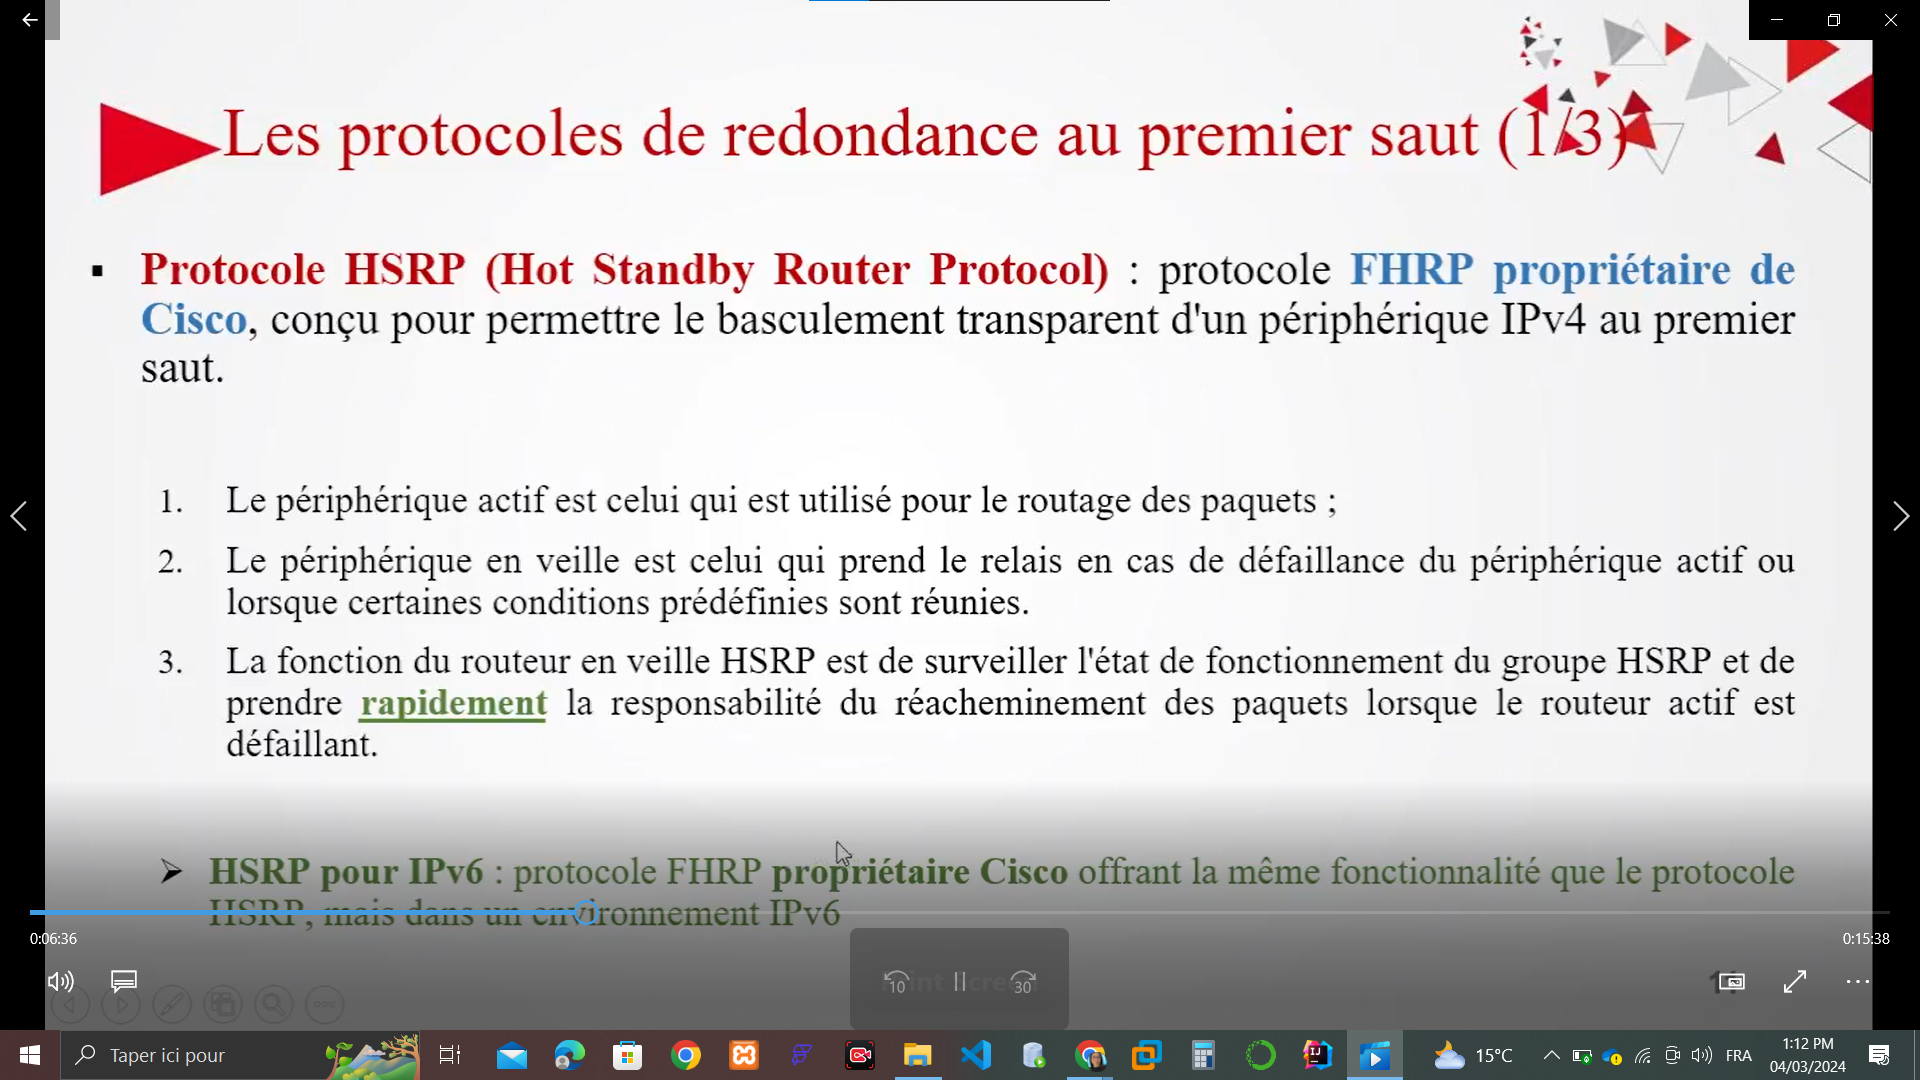 Les protocoles de redondance au premier saut (1/3)
▪ Protocole HSRP (Hot Standby Router Protocol) : protocole FHRP propriétaire de
Cisco, conçu pour permettre le basculement transparent d'un périphérique IPv4 au premier
saut.
1. Le périphérique actif est celui qui est utilisé pour le routage des paquets ;
2. Le périphérique en veille est celui qui prend le relais en cas de défaillance du périphérique actif ou
lorsque certaines conditions prédéfinies sont réunies.
3. La fonction du routeur en veille HSRP est de surveiller l'état de fonctionnement du groupe HSRP et de
prendre rapidement la responsabilité du réacheminement des paquets lorsque le routeur actif est
défaillant.
➢ HSRP pour IPv6 : protocole FHRP propriétaire Cisco offrant la même fonctionnalité que le protocole
HSRP, mais dans un environnement IPv6
0:06:36
0:15:38
10
30
Taper ici pour
15°C
FRA
1:12 PM
04/03/2024